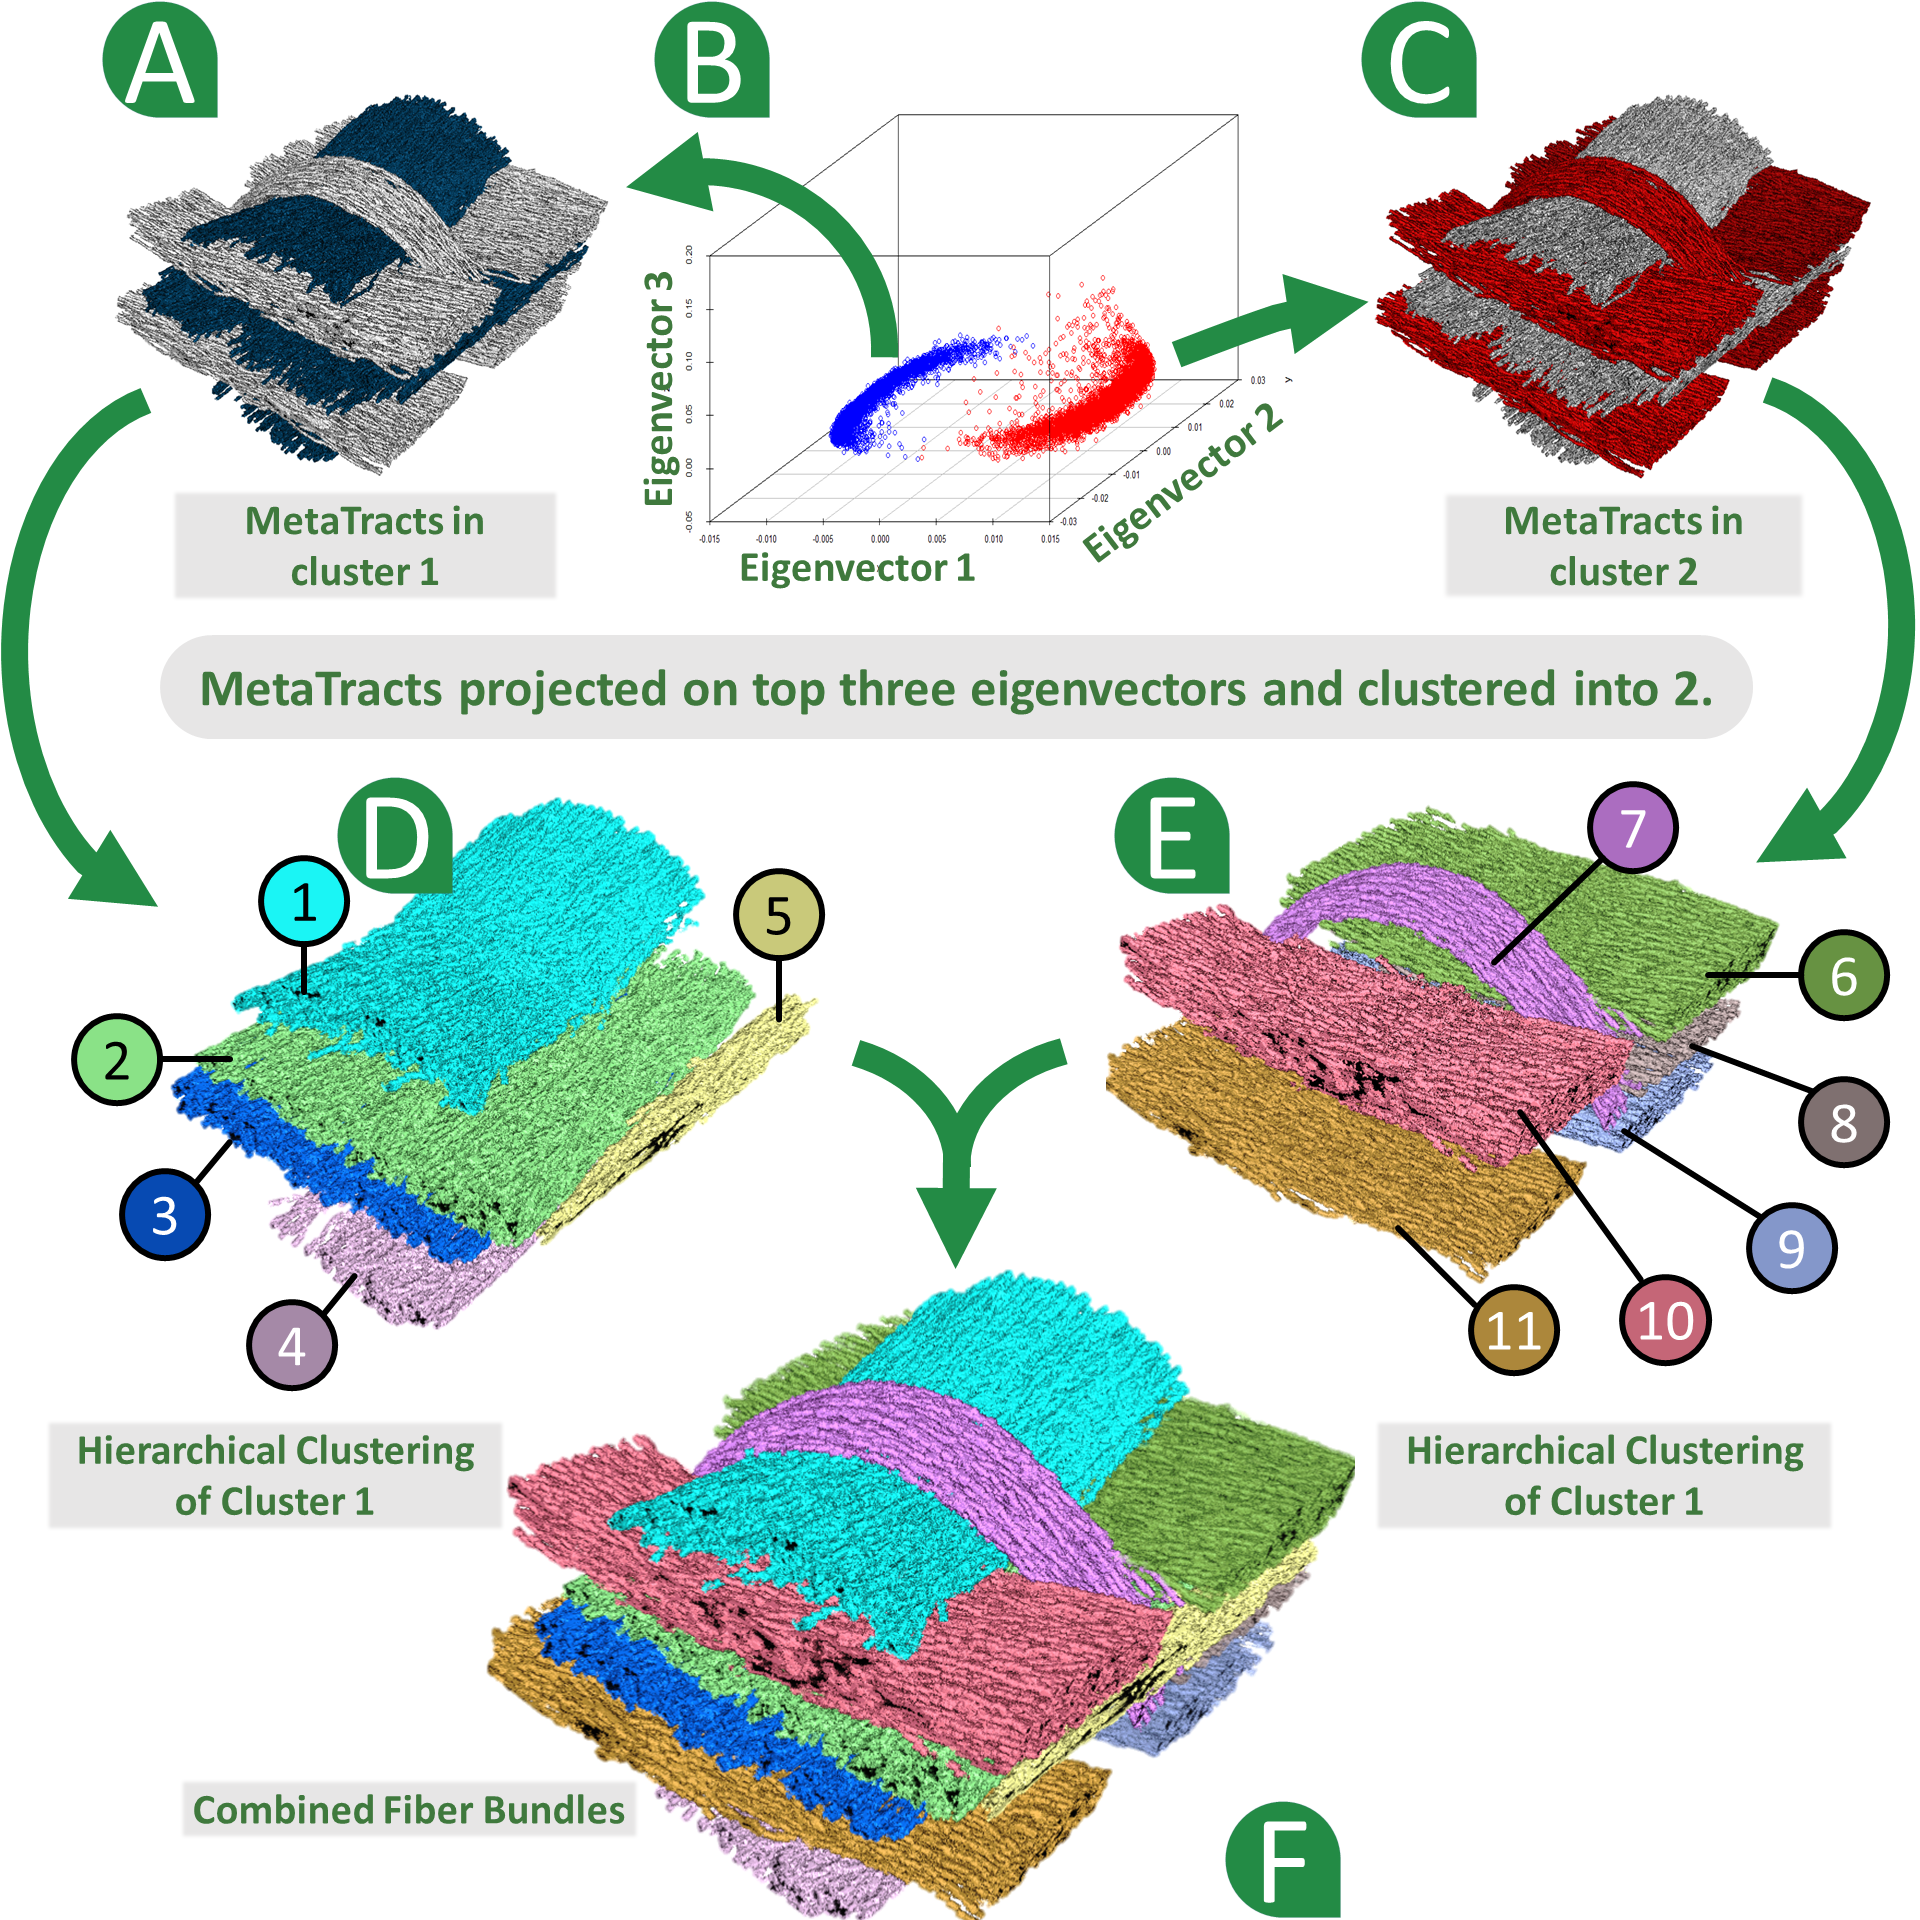 A
B
C
0.20
0.15
0.10
0.05
0.00
-0.05
Eigenvector 3
-0.015
-0.010
-0.005
0.000
0.005
0.010
0.015
Eigenvector 1
-0.03
-0.02
-0.01
0.00
0.01
0.02
0.03
y
Eigenvector 2
MetaTracts in
cluster 1
MetaTracts in
cluster 2
MetaTracts projected on top three eigenvectors and clustered into 2.
D
1
2
3
4
5
E
7
6
8
9
10
11
Hierarchical Clustering
of Cluster 1
Hierarchical Clustering
of Cluster 1
Combined Fiber Bundles
F